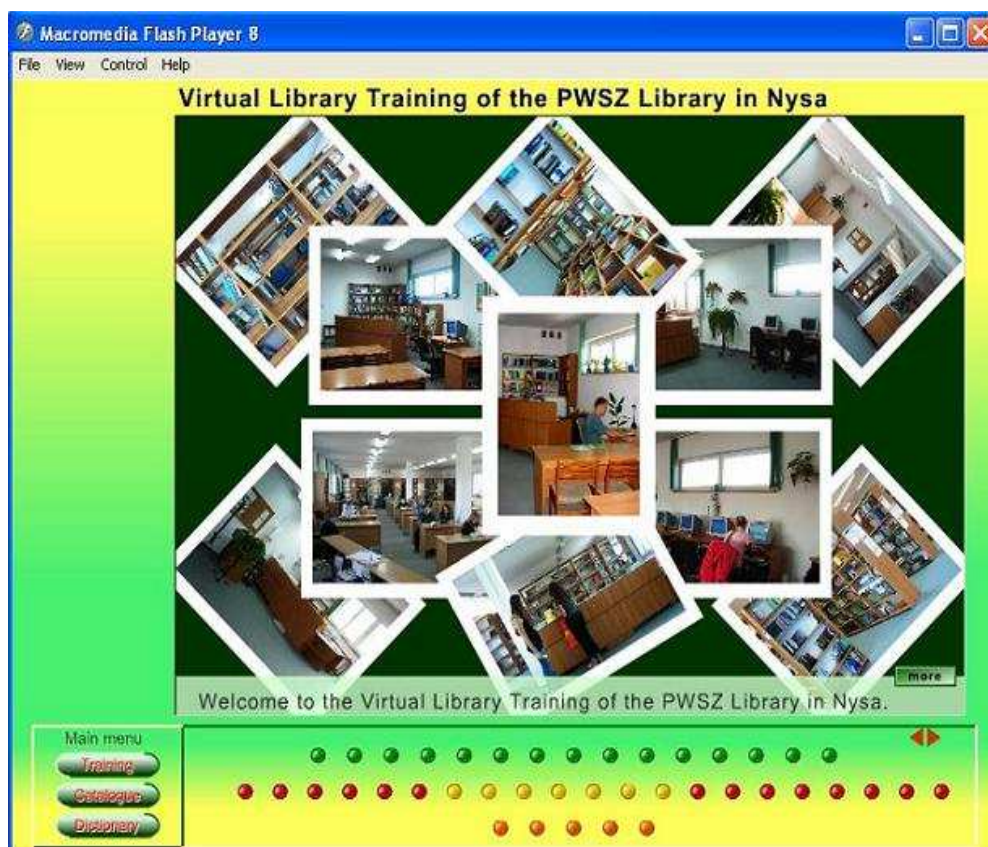 Macromedia Flash Player 8
File View Control Help
Virtual Library Training of the PWSZ Library in Nysa
more
Welcome to the Virtual Library Training of the PWSZ Library in Nysa.
Main menu
Training
Catalogue
Dictionary